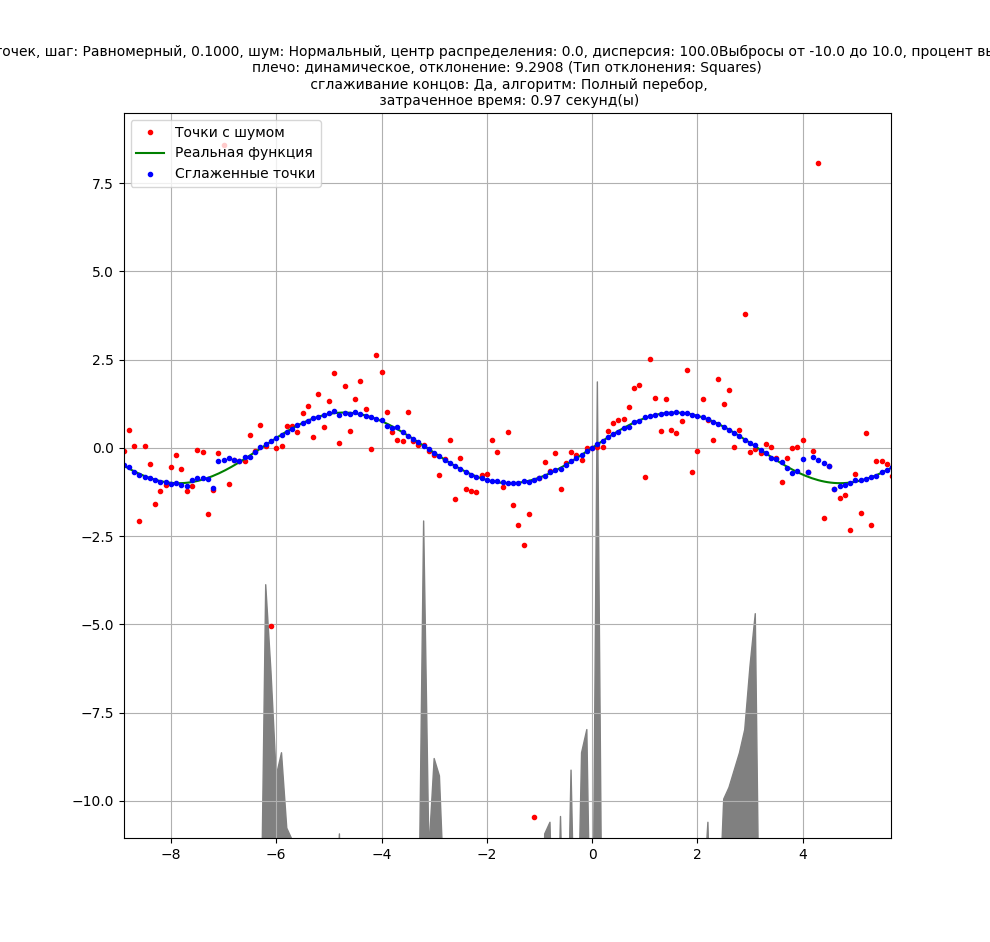 точек, шаг: Равномерный, 0.1000, шум: Нормальный, центр распределения: 0.0, дисперсия: 100.0Выбросы от -10.0 до 10.0, процент
плечо: динамическое, отклонение: 9.2908 (Тип отклонения: Squares)
сглаживание концов: Да, алгоритм: Полный перебор,
затраченное время: 0.97 секунд(ы)
Точки с шумом
Реальная функция
Сглаженные точки
7.5
5.0
2.5
0.0
−2.5
−5.0
−7.5
−10.0
−8 −6 −4 −2 0 2 4